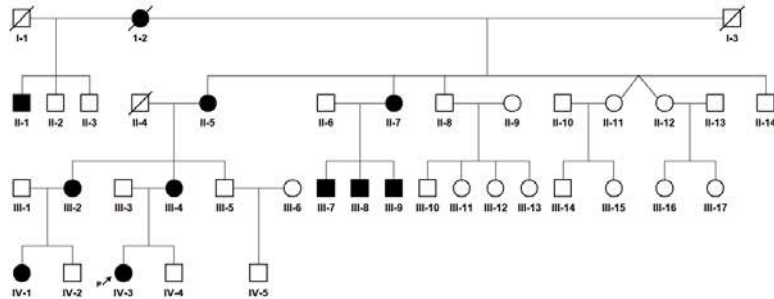 I-1 1-2 I-3
II-1 II-2 II-3 II-4 II-5 II-6 II-7 II-8 II-9 II-10 II-11 II-12 II-13 II-14
III-1 III-2 III-3 III-4 III-5 III-6 III-7 III-8 III-9 III-10 III-11 III-12 III-13 III-14 III-15 III-16 III-17
P
IV-1 IV-2 IV-3 IV-4 IV-5